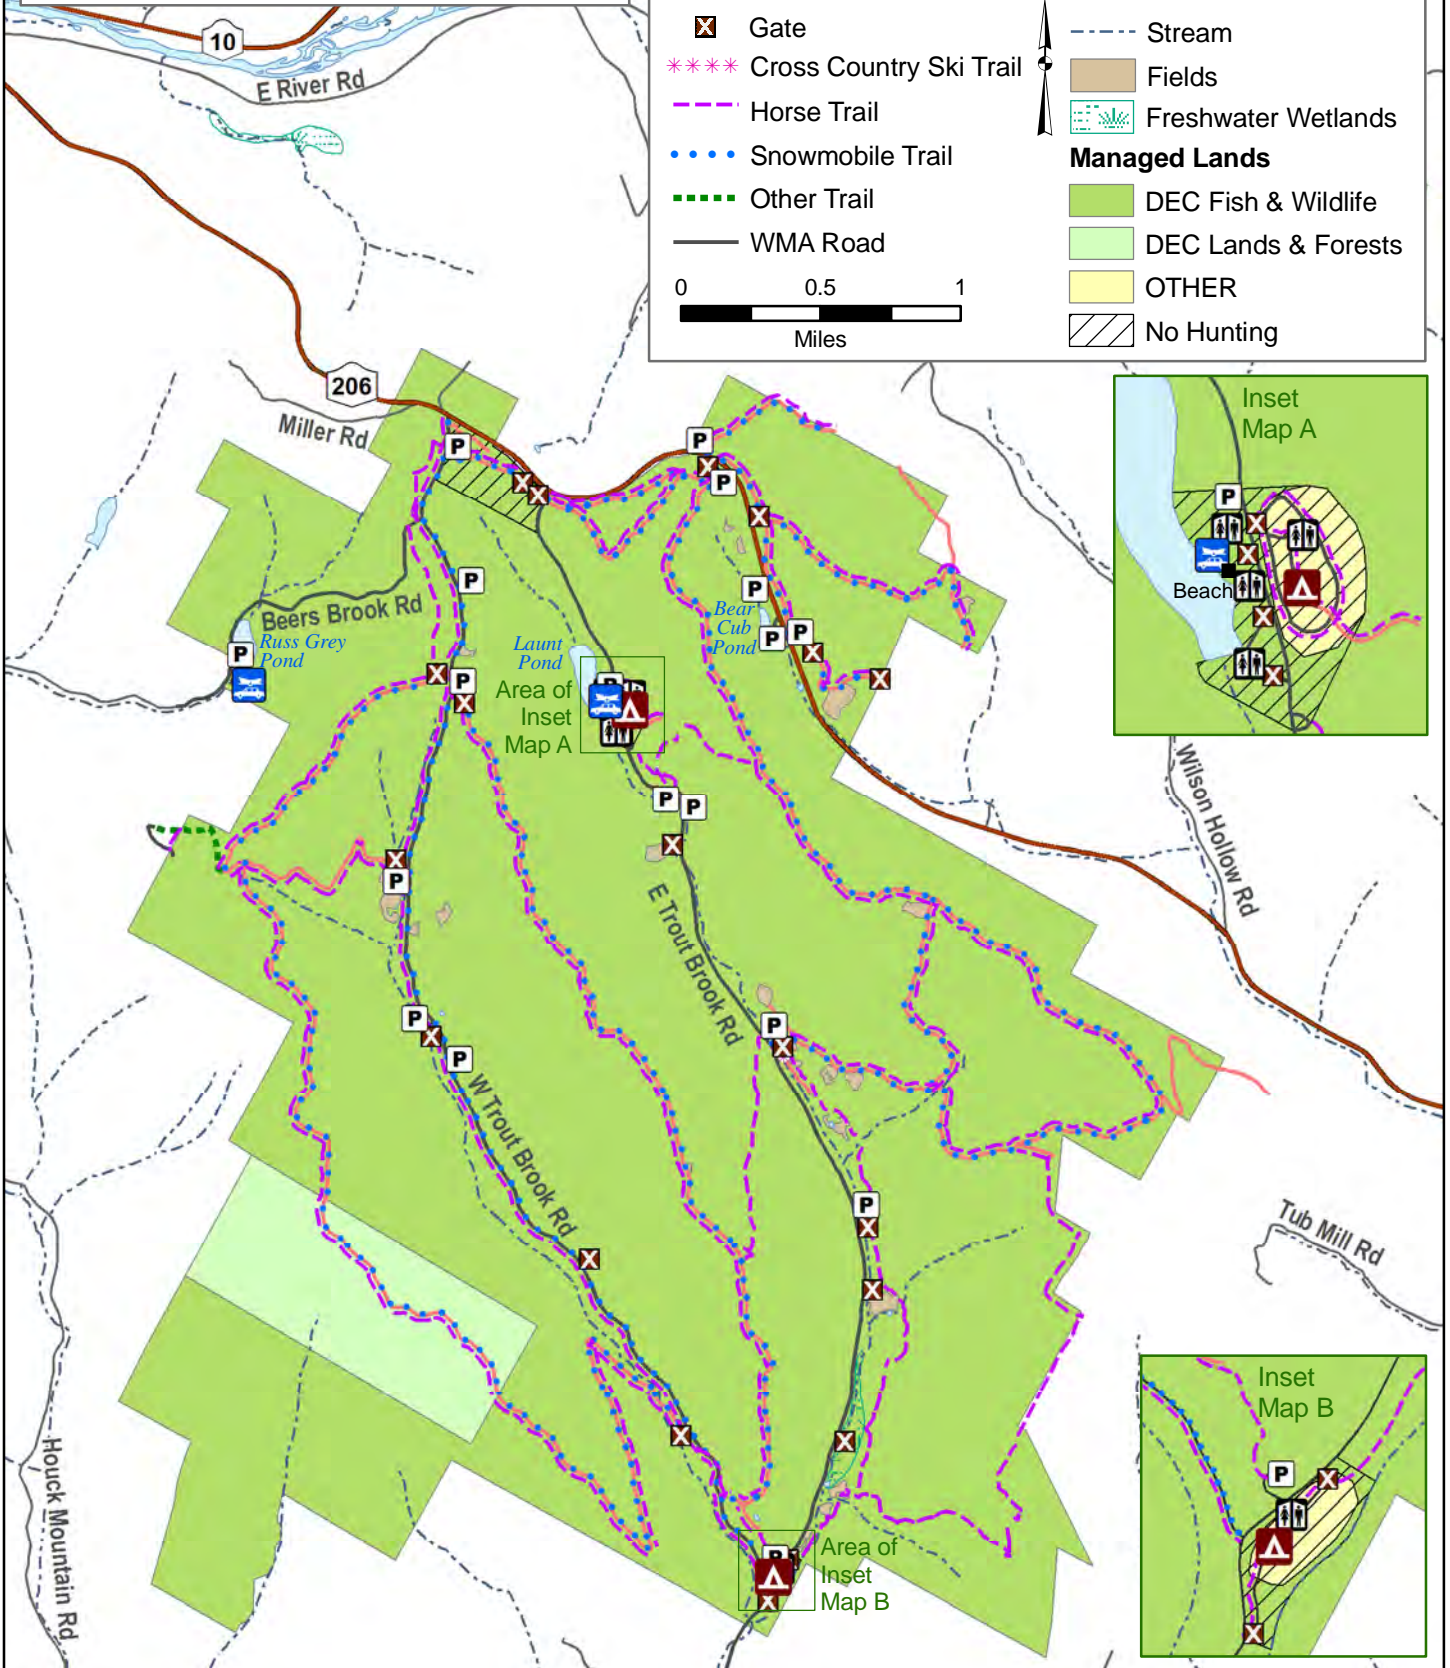 10
E River Rd
Gate
Cross Country Ski Trail
Horse Trail
Snowmobile Trail
Other Trail
WMA Road
0 0.5 1
Miles
Stream
Fields
Freshwater Wetlands
Managed Lands
DEC Fish & Wildlife
DEC Lands & Forests
OTHER
No Hunting
206
Miller Rd
Inset
Map A
P
Beach
P
P
P
P
P
Beers Brook Rd
Russ Grey
Pond
P
Launt
Pond
Bear
Cub
Pond
P
P
P
Area of
Inset
Map A
P
P
P
P
Wilson Hollow Rd
P
E Trout Brook Rd
P
P
P
W Trout Brook Rd
P
Tub Mill Rd
Houck Mountain Rd
Inset
Map B
P
Area of
Inset
Map B
P